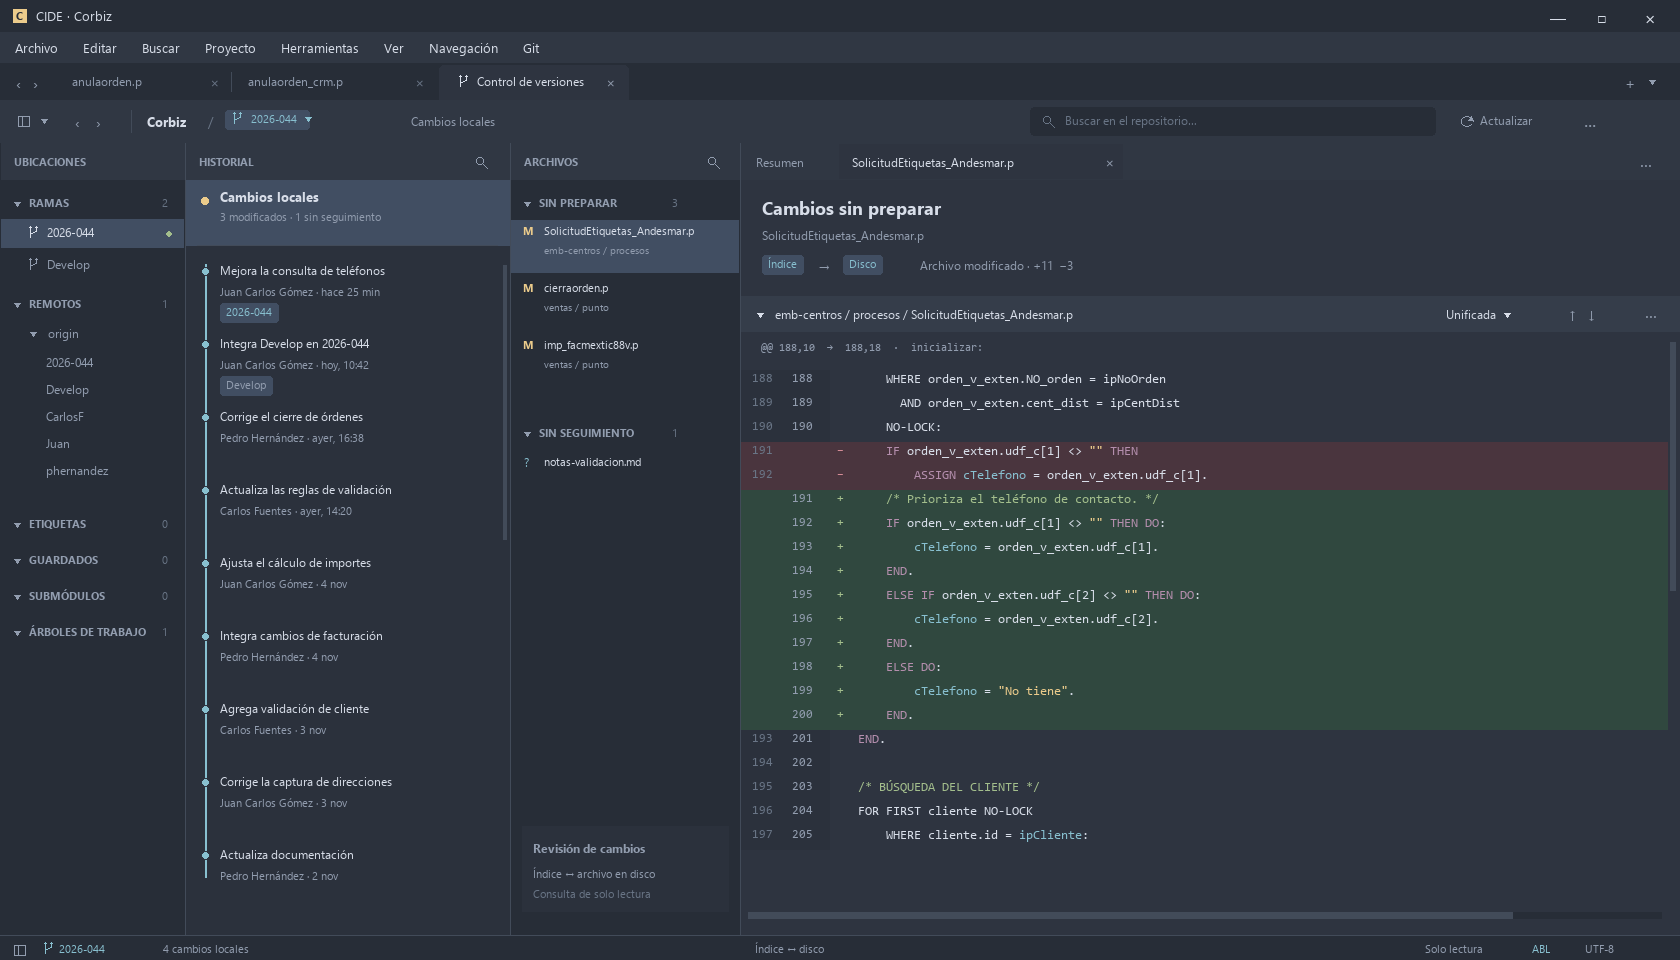 C CIDE · Corbiz
Archivo Editar Buscar Proyecto Herramientas Ver Navegación Git
anulaorden.p × anulaorden_crm.p × Control de versiones ×
Corbiz / 2026-044 Cambios locales Buscar en el repositorio... Actualizar ...
UBICACIONES
RAMAS 2
2026-044
Develop
REMOTOS 1
origin
2026-044
Develop
CarlosF
Juan
phernandez
ETIQUETAS 0
GUARDADOS 0
SUBMÓDULOS 0
ÁRBOLES DE TRABAJO 1
HISTORIAL
Cambios locales
3 modificados · 1 sin seguimiento
Mejora la consulta de teléfonos
Juan Carlos Gómez · hace 25 min
2026-044
Integra Develop en 2026-044
Juan Carlos Gómez · hoy, 10:42
Develop
Corrige el cierre de órdenes
Pedro Hernández · ayer, 16:38
Actualiza las reglas de validación
Carlos Fuentes · ayer, 14:20
Ajusta el cálculo de importes
Juan Carlos Gómez · 4 nov
Integra cambios de facturación
Pedro Hernández · 4 nov
Agrega validación de cliente
Carlos Fuentes · 3 nov
Corrige la captura de direcciones
Juan Carlos Gómez · 3 nov
Actualiza documentación
Pedro Hernández · 2 nov
ARCHIVOS
SIN PREPARAR 3
M SolicitudEtiquetas_Andesmar.p
emb-centros / procesos
M cierraorden.p
ventas / punto
M imp_facmextic88v.p
ventas / punto
SIN SEGUIMIENTO 1
? notas-validacion.md
Revisión de cambios
Índice ↔ archivo en disco
Consulta de solo lectura
Resumen SolicitudEtiquetas_Andesmar.p × ...
Cambios sin preparar
SolicitudEtiquetas_Andesmar.p
Índice → Disco Archivo modificado · +11 −3
emb-centros / procesos / SolicitudEtiquetas_Andesmar.p Unificada ↑ ↓ ...
@@ 188,10 → 188,18 · inicializar:
188 188 WHERE orden_v_exten.NO_orden = ipNoOrden
189 189 AND orden_v_exten.cent_dist = ipCentDist
190 190 NO-LOCK:
191 − IF orden_v_exten.udf_c[1] <> "" THEN
192 − ASSIGN cTelefono = orden_v_exten.udf_c[1].
191 + /* Prioriza el teléfono de contacto. */
192 + IF orden_v_exten.udf_c[1] <> "" THEN DO:
193 + cTelefono = orden_v_exten.udf_c[1].
194 + END.
195 + ELSE IF orden_v_exten.udf_c[2] <> "" THEN DO:
196 + cTelefono = orden_v_exten.udf_c[2].
197 + END.
198 + ELSE DO:
199 + cTelefono = "No tiene".
200 + END.
193 201 END.
194 202
195 203 /* BÚSQUEDA DEL CLIENTE */
196 204 FOR FIRST cliente NO-LOCK
197 205 WHERE cliente.id = ipCliente:
2026-044 4 cambios locales Índice ↔ disco Solo lectura ABL UTF-8